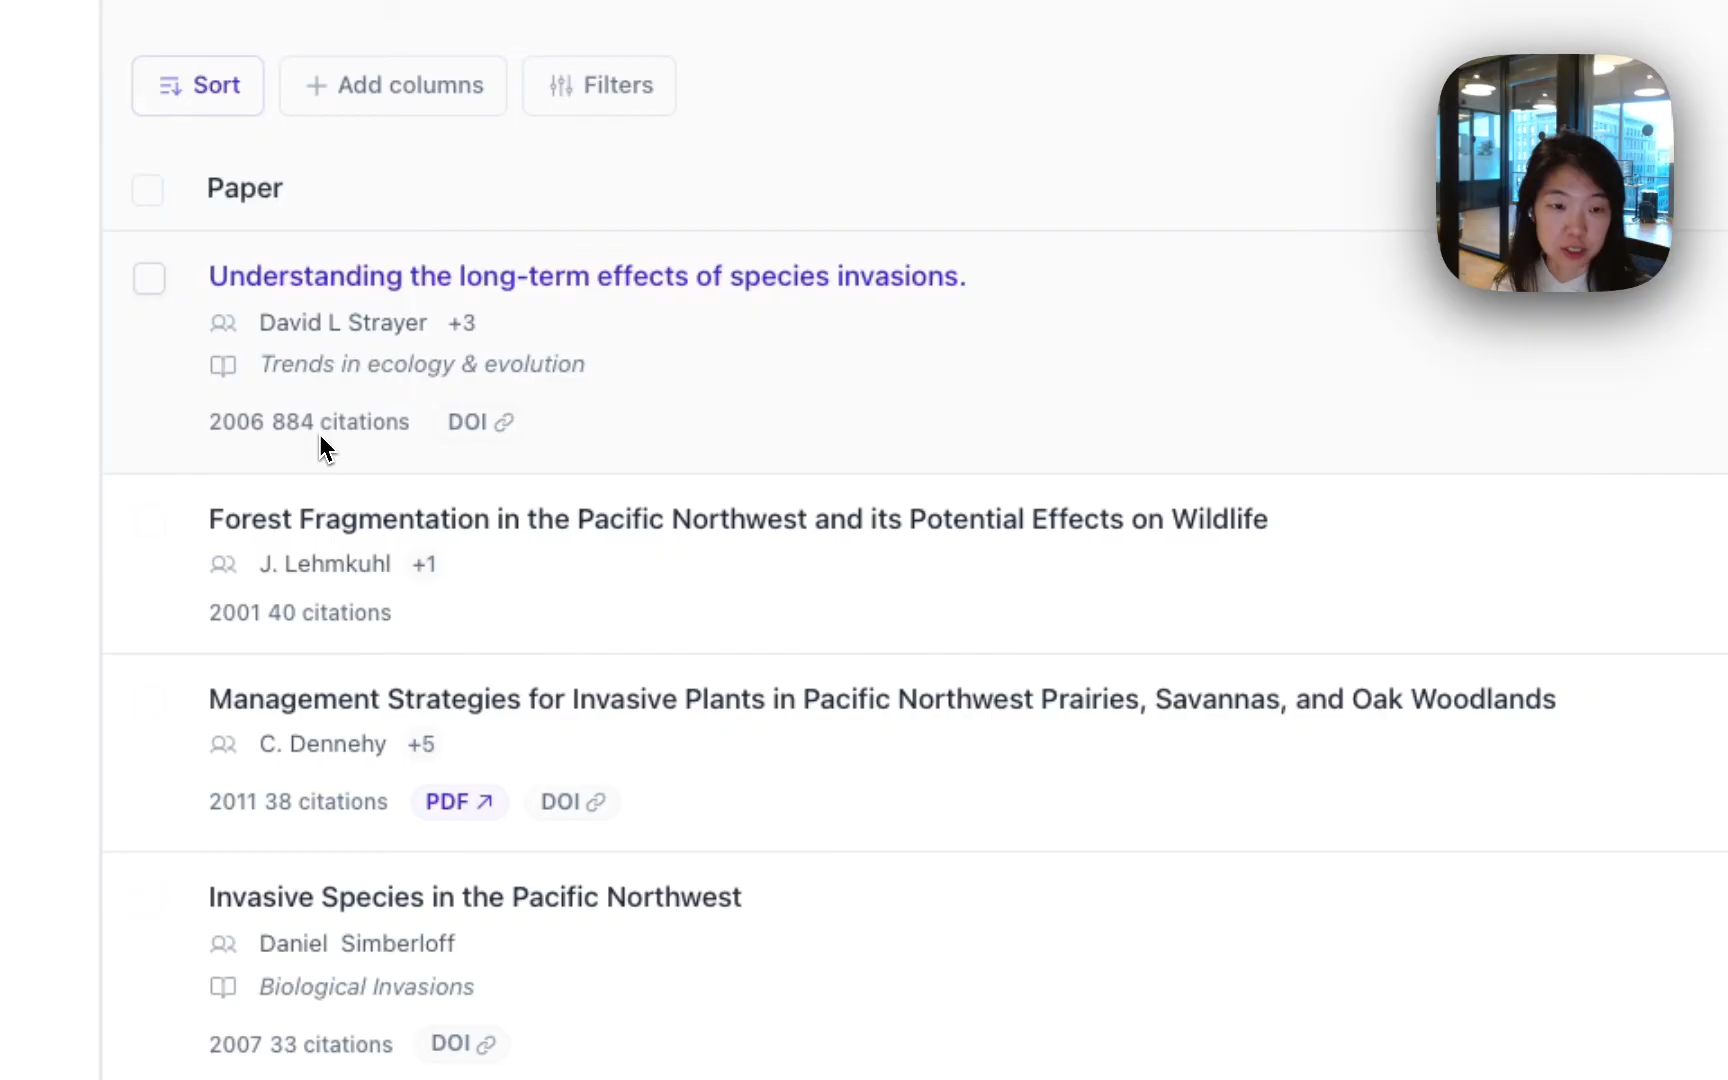 Sort
Add columns
Filters
Paper
Understanding the long-term effects of species invasions.
David L Strayer +3
Trends in ecology & evolution
2006 884 citations DOI
Forest Fragmentation in the Pacific Northwest and its Potential Effects on Wildlife
J. Lehmkuhl +1
2001 40 citations
Management Strategies for Invasive Plants in Pacific Northwest Prairies, Savannas, and Oak Woodlands
C. Dennehy +5
2011 38 citations PDF DOI
Invasive Species in the Pacific Northwest
Daniel Simberloff
Biological Invasions
2007 33 citations DOI